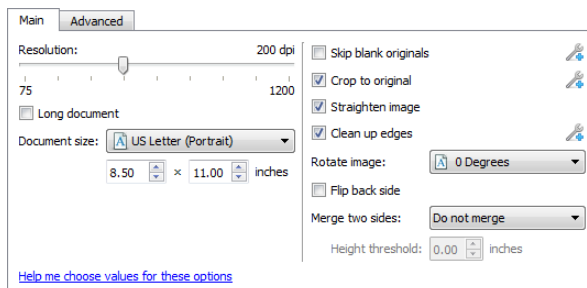 Main
Advanced
Resolution: 200 dpi
75 1200
Long document
Document size: US Letter (Portrait)
8.50 × 11.00 inches
Skip blank originals
Crop to original
Straighten image
Clean up edges
Rotate image: 0 Degrees
Flip back side
Merge two sides: Do not merge
Height threshold: 0.00 inches
Help me choose values for these options